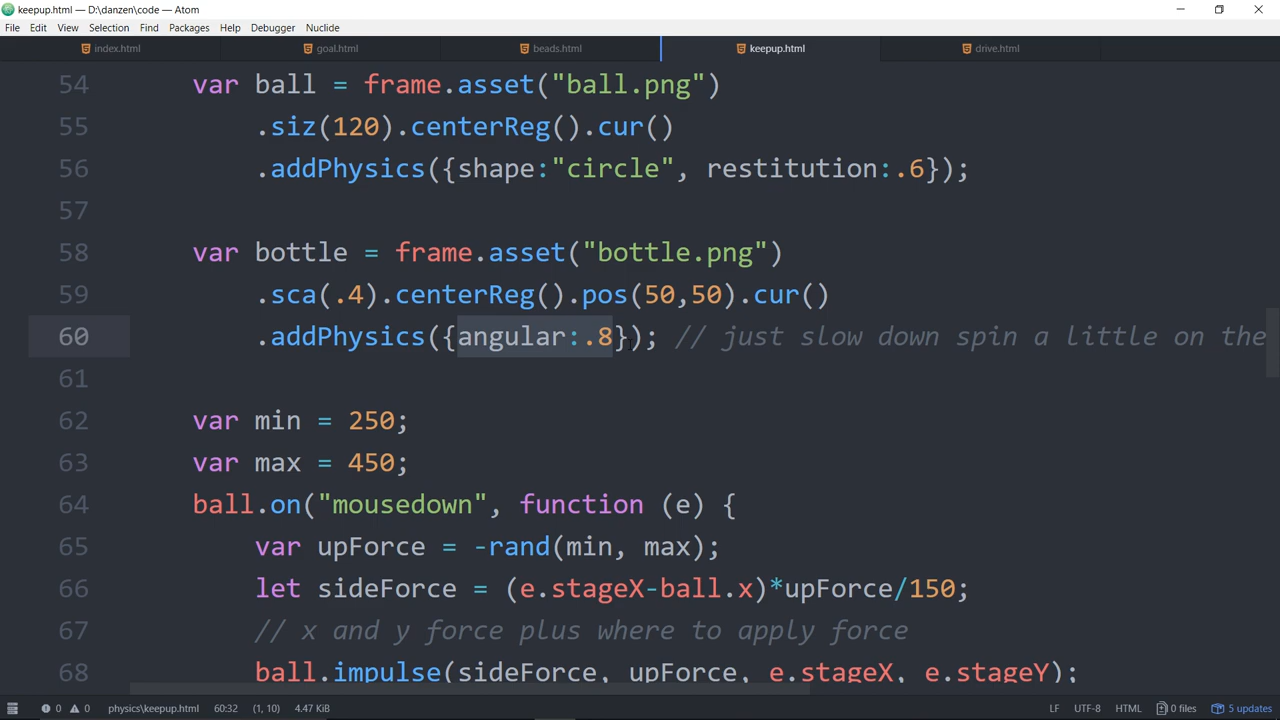 keepup.html — D:\danzen\code — Atom
File Edit View Selection Find Packages Help Debugger Nuclide
index.html goal.html beads.html keepup.html drive.html
54 var ball = frame.asset("ball.png")
55 .siz(120).centerReg().cur()
56 .addPhysics({shape:"circle", restitution:.6});
57
58 var bottle = frame.asset("bottle.png")
59 .sca(.4).centerReg().pos(50,50).cur()
60 .addPhysics({angular:.8}); // just slow down spin a little on the
61
62 var min = 250;
63 var max = 450;
64 ball.on("mousedown", function (e) {
65 var upForce = -rand(min, max);
66 let sideForce = (e.stageX-ball.x)*upForce/150;
67 // x and y force plus where to apply force
68 ball.impulse(sideForce, upForce, e.stageX, e.stageY);
0 0 physics\keepup.html 60:32 (1, 10) 4.47 KiB LF UTF-8 HTML 0 files 5 updates